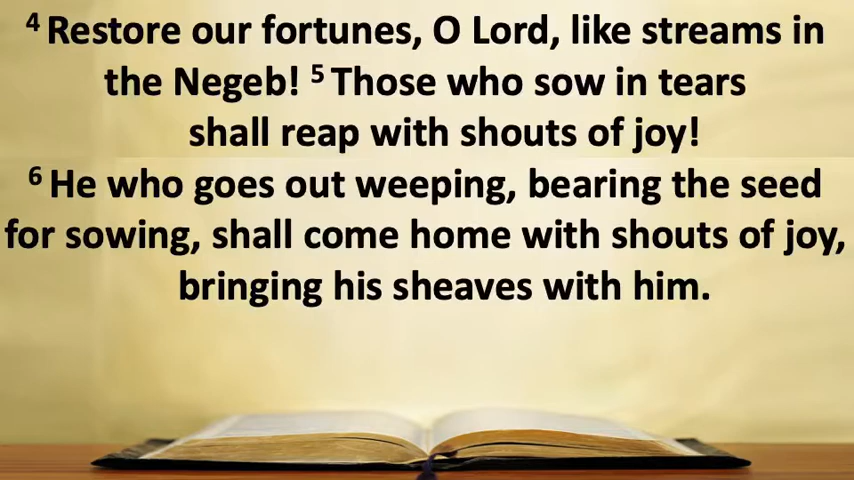 4 Restore our fortunes, O Lord, like streams in
the Negeb! 5 Those who sow in tears
shall reap with shouts of joy!
6 He who goes out weeping, bearing the seed
for sowing, shall come home with shouts of joy,
bringing his sheaves with him.